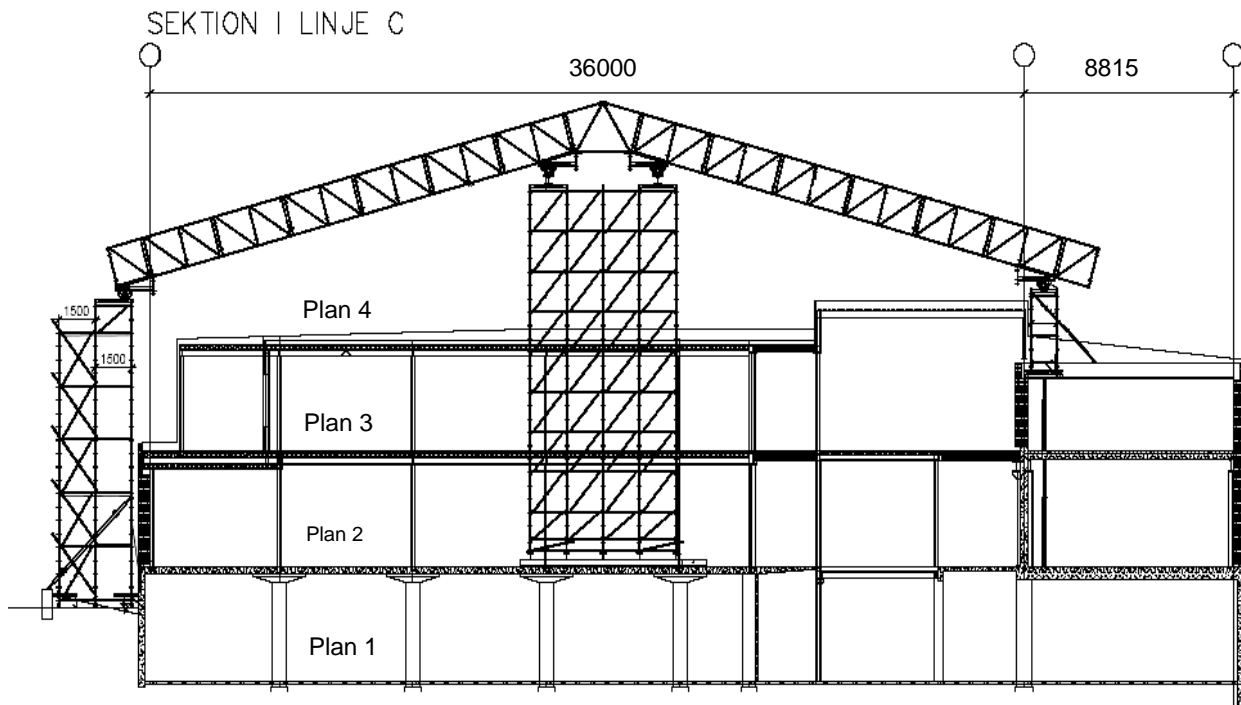 SEKTION I LINJE C
36000
8815
1500
Plan 4
1500
Plan 3
Plan 2
Plan 1